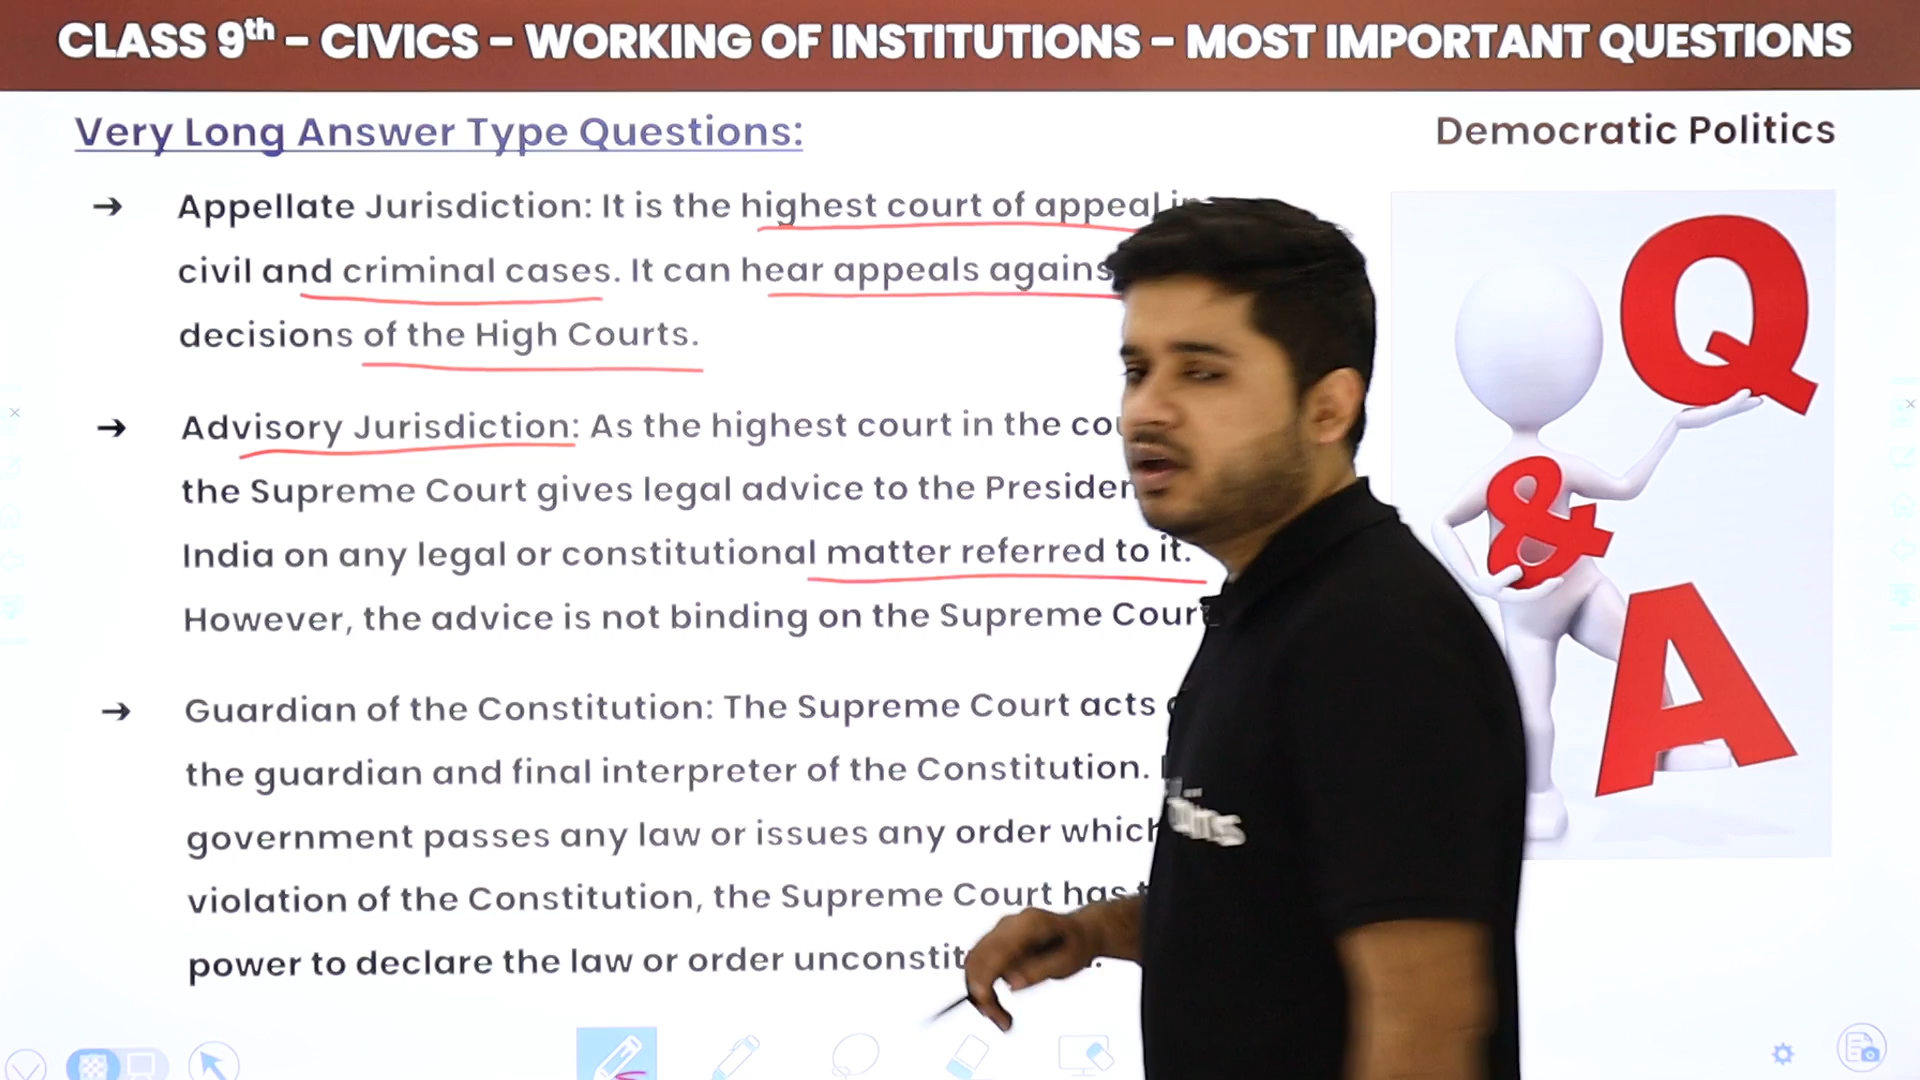 CLASS 9th – CIVICS – WORKING OF INSTITUTIONS – MOST IMPORTANT QUESTIONS
Very Long Answer Type Questions:
Democratic Politics
→ Appellate Jurisdiction: It is the highest court of appeal in
civil and criminal cases. It can hear appeals
decisions of the High Courts.
→ Advisory Jurisdiction: As the highest court in the
the Supreme Court gives legal advice to the
India on any legal or constitutional matter referred to it.
However, the advice is not binding on the Supreme Court
→ Guardian of the Constitution: The Supreme Court acts
the guardian and final interpreter of the Constitution.
government passes any law or issues any order which
violation of the Constitution, the Supreme Court has
power to declare the law or order
Q
&
A